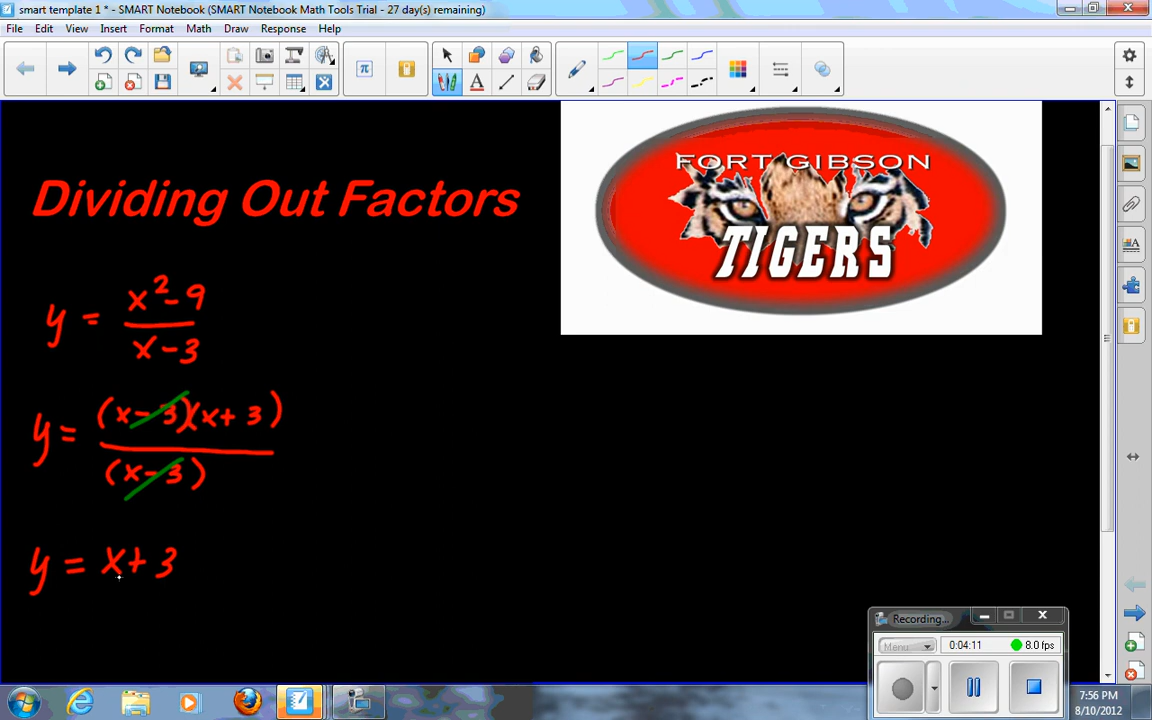 smart template 1 * - SMART Notebook (SMART Notebook Math Tools Trial - 27 day(s) remaining)
File Edit View Insert Format Math Draw Response Help
FORT GIBSON
TIGERS
Dividing Out Factors
y = x² - 9
x - 3
y = (x - 3)(x + 3)
(x - 3)
y = x + 3
Recording...
Menu 0:04:11 8.0 fps
7:56 PM
8/10/2012